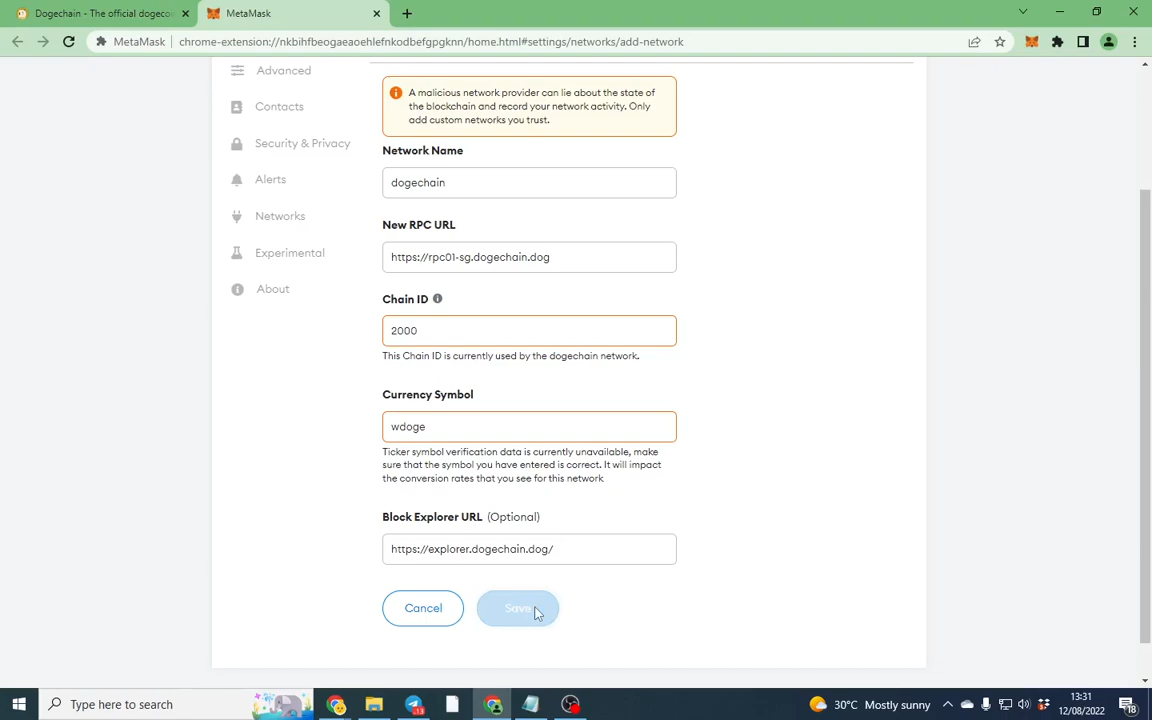 Dogechain - The official dogecoi
MetaMask
MetaMask
chrome-extension://nkbihfbeogaeaoehlefnkodbefgpgknn/home.html#settings/networks/add-network
Advanced
Contacts
Security & Privacy
Alerts
Networks
Experimental
About
A malicious network provider can lie about the state of
the blockchain and record your network activity. Only
add custom networks you trust.
Network Name
dogechain
New RPC URL
https://rpc01-sg.dogechain.dog
Chain ID
2000
This Chain ID is currently used by the dogechain network.
Currency Symbol
wdoge
Ticker symbol verification data is currently unavailable, make
sure that the symbol you have entered is correct. It will impact
the conversion rates that you see for this network
Block Explorer URL (Optional)
https://explorer.dogechain.dog/
Cancel
Save
Type here to search
13
30°C Mostly sunny
13:31
12/08/2022
18